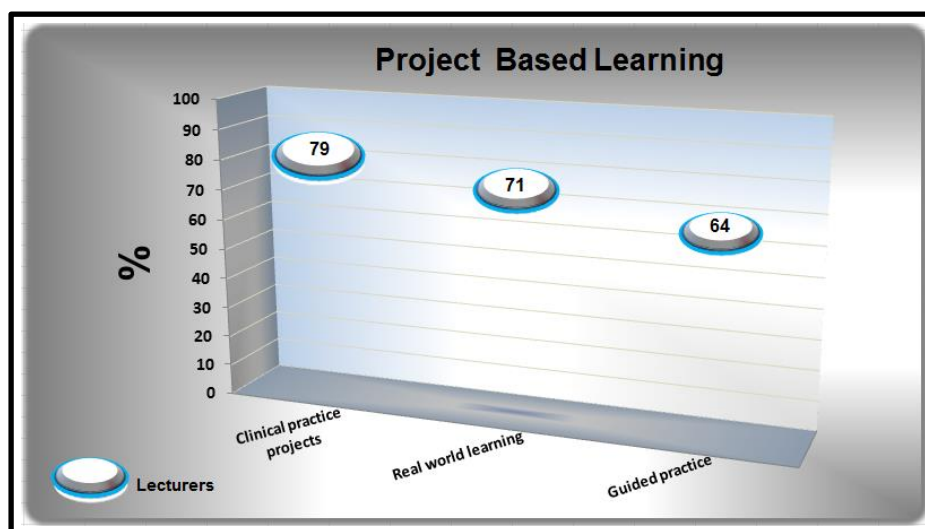 Project Based Learning
100
90
80
70
60
50
40
30
20
10
0
%
79
71
64
Clinical practice
projects
Real world learning
Guided practice
Lecturers